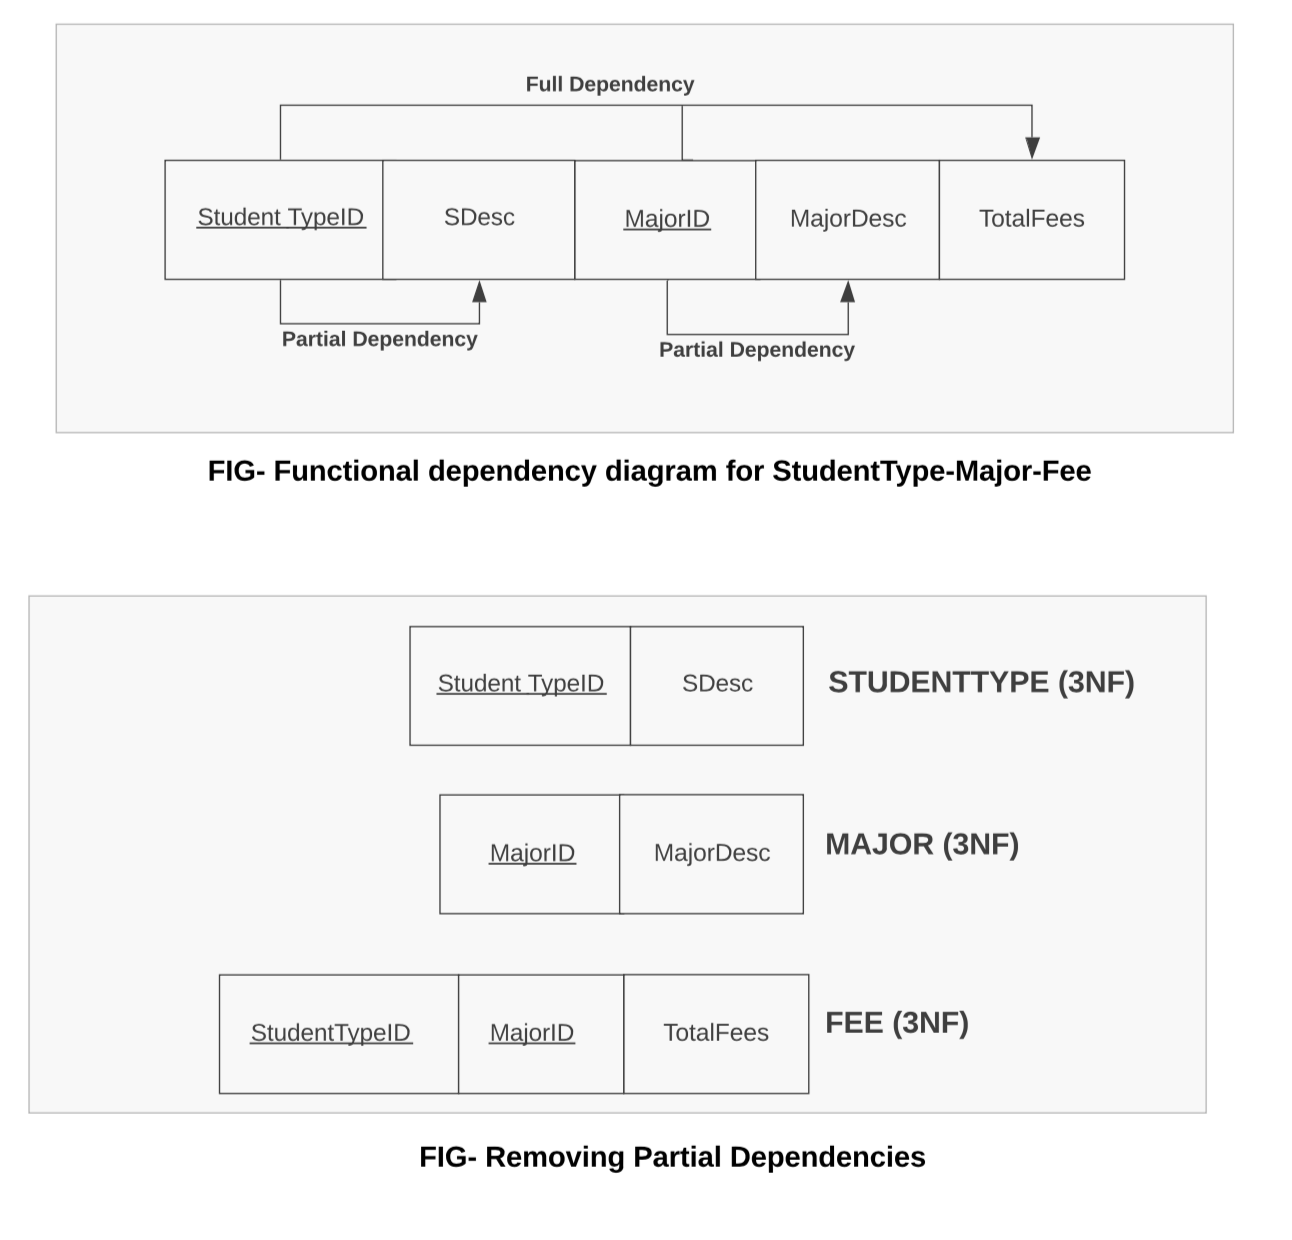 Full Dependency
Student TypeID SDesc MajorID MajorDesc TotalFees
Partial Dependency
Partial Dependency
FIG- Functional dependency diagram for StudentType-Major-Fee
Student TypeID SDesc STUDENTTYPE (3NF)
MajorID MajorDesc MAJOR (3NF)
StudentTypeID MajorID TotalFees FEE (3NF)
FIG- Removing Partial Dependencies